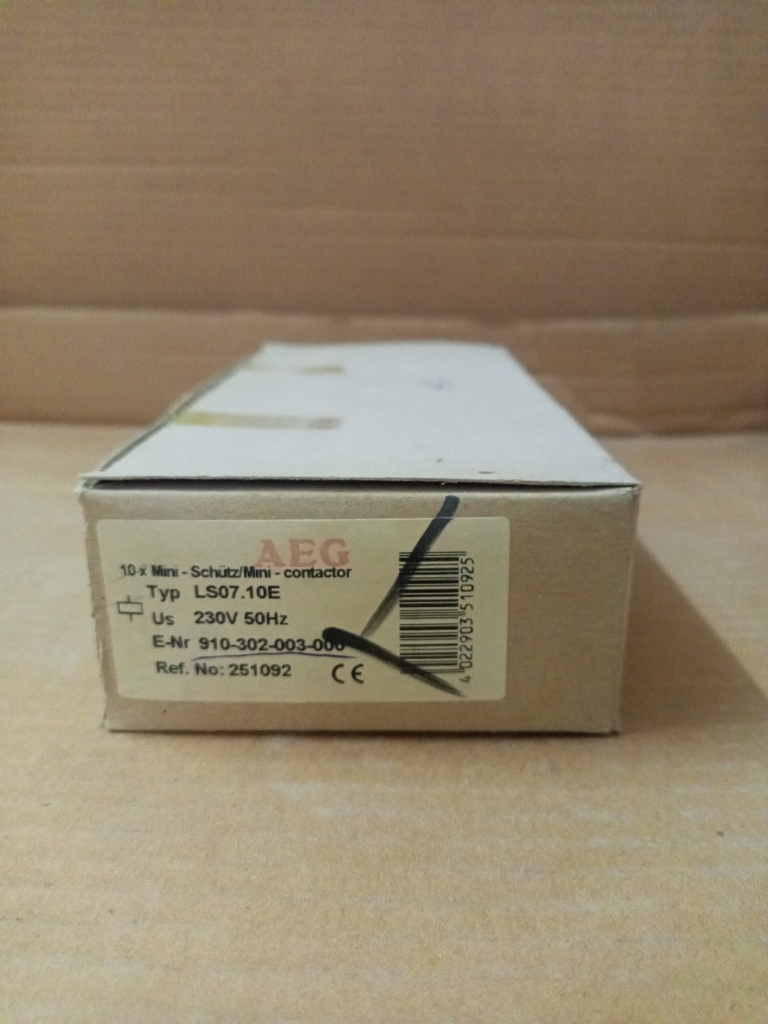 AEG
10 x Mini - Schütz/Mini - contactor
Typ LS07.10E
Us 230V 50Hz
E-Nr 910-302-003-000
Ref. No: 251092
CE
4 022903 510925